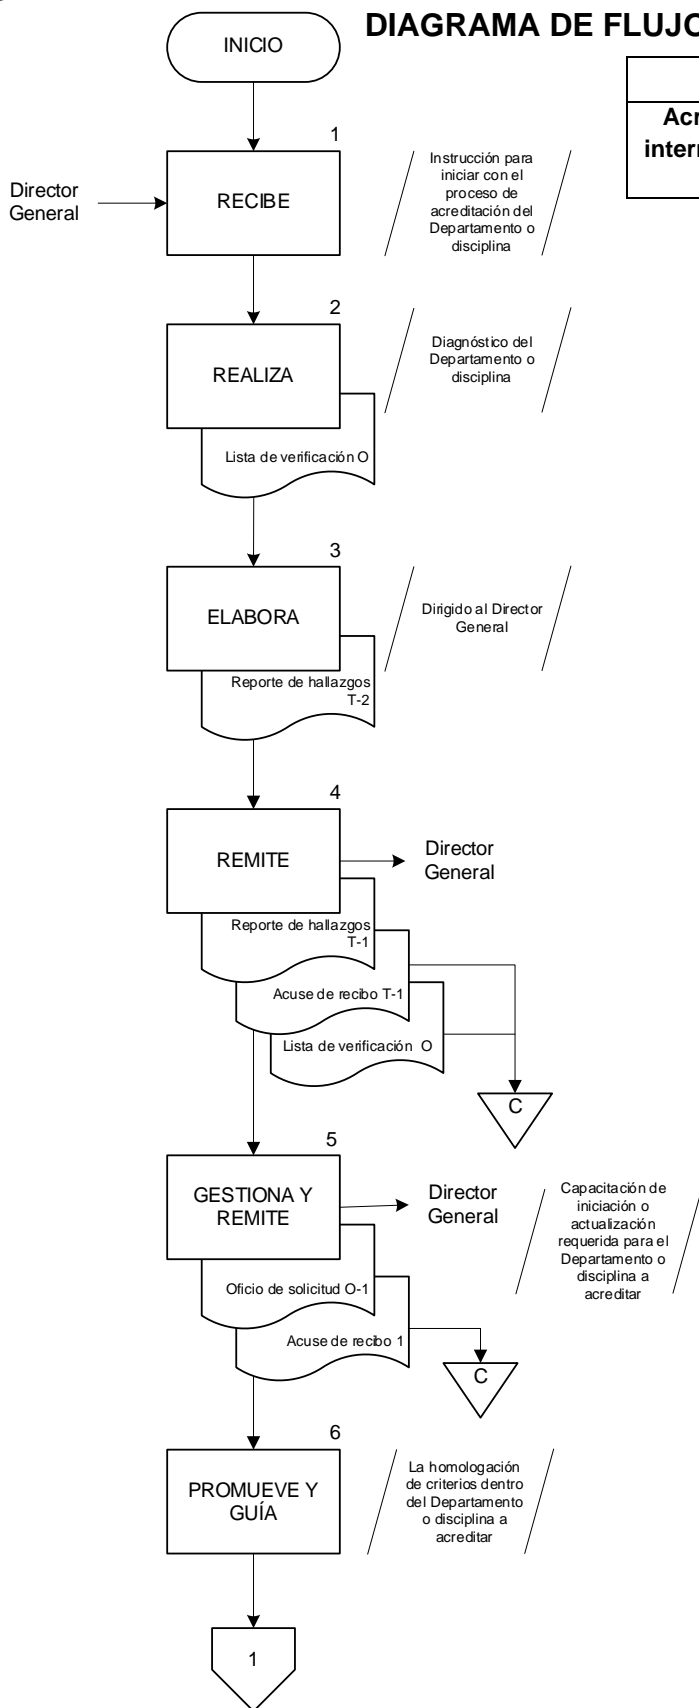 DIAGRAMA DE FLUJO
INICIO
1
Director
General
RECIBE
Instrucción para
iniciar con el
proceso de
acreditación del
Departamento o
disciplina
2
REALIZA
Diagnóstico del
Departamento o
disciplina
Lista de verificación O
3
ELABORA
Dirigido al Director
General
Reporte de hallazgos
T-2
4
REMITE
Director
General
Reporte de hallazgos
T-1
Acuse de recibo T-1
Lista de verificación O
C
5
GESTIONA Y
REMITE
Director
General
Capacitación de
iniciación o
actualización
requerida para el
Departamento o
disciplina a
acreditar
Oficio de solicitud O-1
Acuse de recibo 1
C
6
PROMUEVE Y
GUÍA
La homologación
de criterios dentro
del Departamento
o disciplina a
acreditar
1